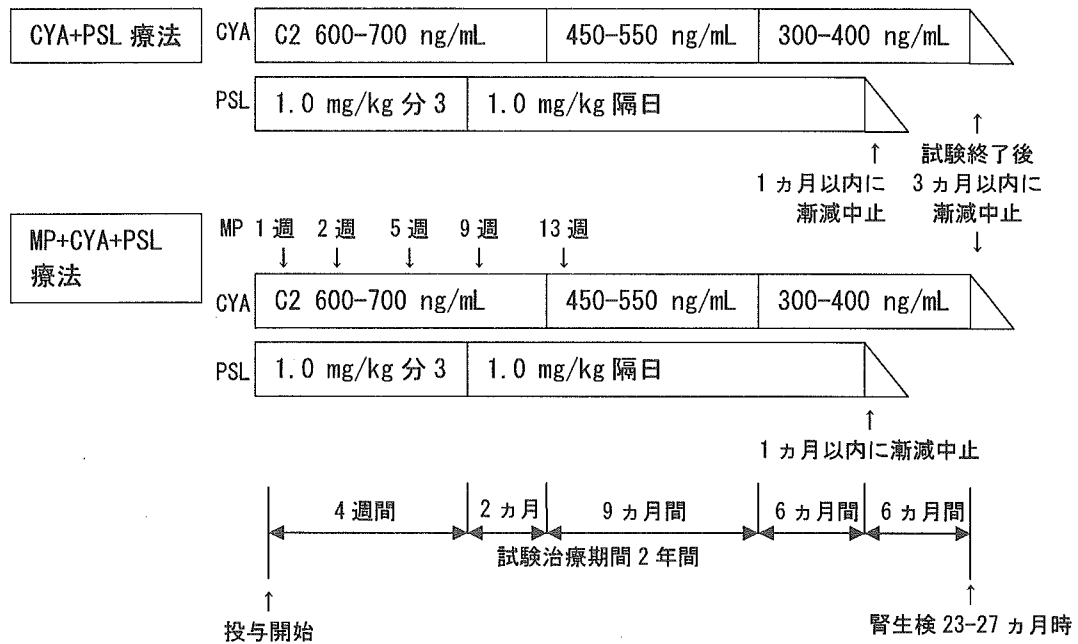 CYA+PSL 療法
CYA C2 600-700 ng/mL 450-550 ng/mL 300-400 ng/mL
PSL 1.0 mg/kg 分 3 1.0 mg/kg 隔日
↑ ↑
試験終了後
1 ヵ月以内に 3 ヵ月以内に
漸減中止 漸減中止
↓
MP+CYA+PSL
療法
MP 1 週 2 週 5 週 9 週 13 週
↓ ↓ ↓ ↓ ↓
CYA C2 600-700 ng/mL 450-550 ng/mL 300-400 ng/mL
PSL 1.0 mg/kg 分 3 1.0 mg/kg 隔日
↑
1 ヵ月以内に漸減中止
4 週間 2 ヵ月 9 ヵ月間 6 ヵ月間 6 ヵ月間
試験治療期間 2 年間
↑ ↑
投与開始 腎生検 23-27 ヵ月時